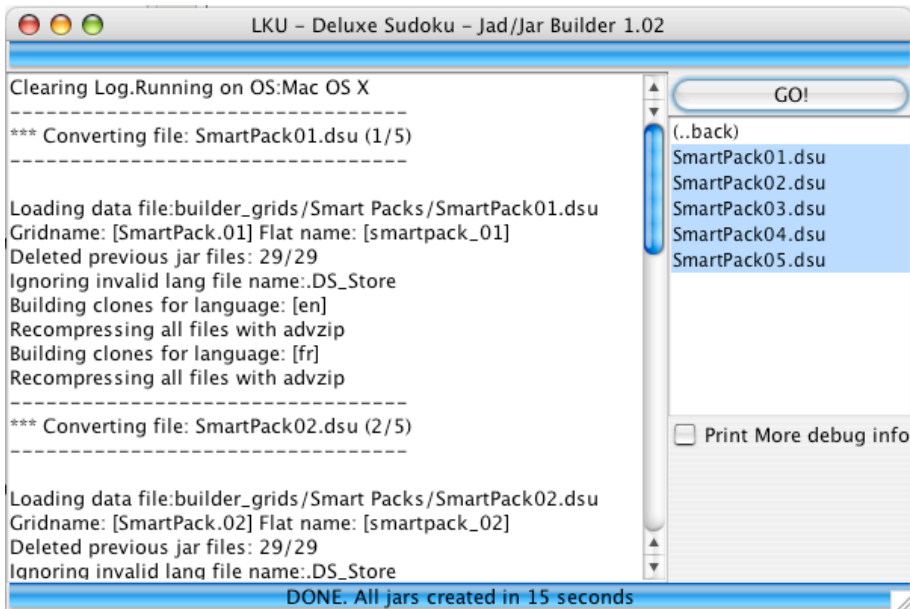 LKU – Deluxe Sudoku – Jad/Jar Builder 1.02
Clearing Log.Running on OS:Mac OS X
---------------------------------
*** Converting file: SmartPack01.dsu (1/5)
---------------------------------
Loading data file:builder_grids/Smart Packs/SmartPack01.dsu
Gridname: [SmartPack.01] Flat name: [smartpack_01]
Deleted previous jar files: 29/29
Ignoring invalid lang file name:.DS_Store
Building clones for language: [en]
Recompressing all files with advzip
Building clones for language: [fr]
Recompressing all files with advzip
---------------------------------
*** Converting file: SmartPack02.dsu (2/5)
---------------------------------
Loading data file:builder_grids/Smart Packs/SmartPack02.dsu
Gridname: [SmartPack.02] Flat name: [smartpack_02]
Deleted previous jar files: 29/29
Ignoring invalid lang file name:.DS_Store
GO!
(..back)
SmartPack01.dsu
SmartPack02.dsu
SmartPack03.dsu
SmartPack04.dsu
SmartPack05.dsu
Print More debug info
DONE. All jars created in 15 seconds